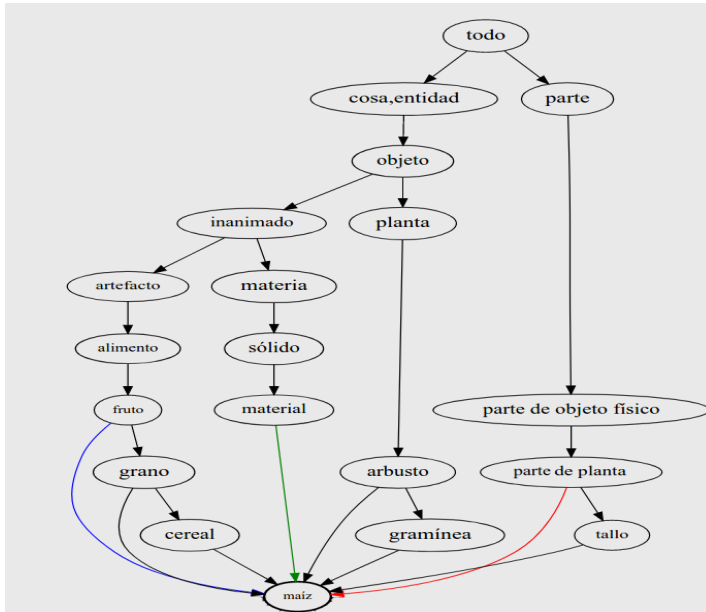 todo
cosa,entidad
parte
objeto
inanimado
planta
artefacto
materia
alimento
sólido
fruto
material
parte de objeto físico
grano
arbusto
parte de planta
cereal
gramínea
tallo
maíz